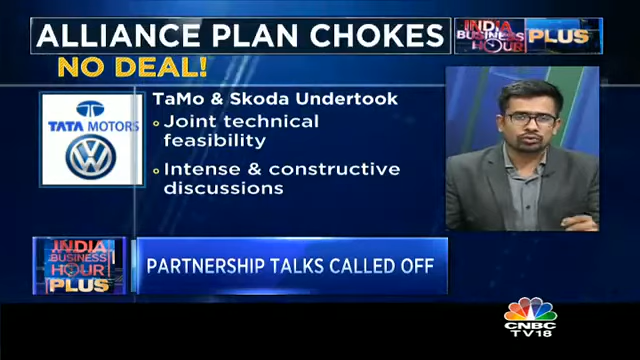 ALLIANCE PLAN CHOKES
INDIA BUSINESS HOUR PLUS
NO DEAL!
TATA MOTORS
TaMo & Skoda Undertook
Joint technical
feasibility
Intense & constructive
discussions
INDIA
BUSINESS
HOUR
PLUS
PARTNERSHIP TALKS CALLED OFF
CNBC
TV18